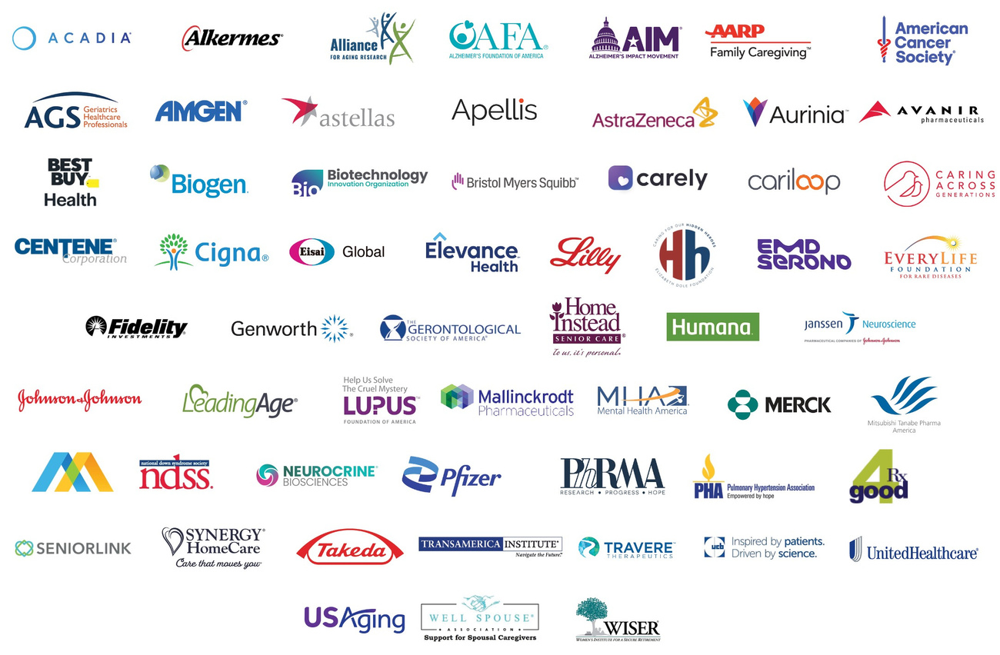 ACADIA
Alkermes®
Alliance
FOR AGING RESEARCH
AFA®
ALZHEIMER'S FOUNDATION OF AMERICA
AIM®
ALZHEIMER'S IMPACT MOVEMENT
AARP
Family Caregiving™
American
Cancer
Society®
AGS
Geriatrics
Healthcare
Professionals
AMGEN®
astellas
Apellis
AstraZeneca
Aurinia™
AVANIR
pharmaceuticals
BEST
BUY
Health
Biogen
Bio
Biotechnology
Innovation Organization
Bristol Myers Squibb™
carely
cariloop
CARING
ACROSS
GENERATIONS
CENTENE®
Corporation
Cigna®
Eisai
Global
Elevance
Health
Lilly
CARING FOR OUR HIDDEN HEROES
Hh
ELIZABETH DOLE FOUNDATION
EMD
SERONO
EVERYLIFE
FOUNDATION
FOR RARE DISEASES
Fidelity
INVESTMENTS®
Genworth®
THE
GERONTOLOGICAL
SOCIETY OF AMERICA®
Home
Instead
SENIOR CARE®
To us, it's personal.
Humana
janssen
Neuroscience
PHARMACEUTICAL COMPANIES OF Johnson&Johnson
Johnson&Johnson
LeadingAge®
Help Us Solve
The Cruel Mystery
LUPUS™
FOUNDATION OF AMERICA
Mallinckrodt
Pharmaceuticals
MHA
Mental Health America
MERCK
Mitsubishi Tanabe Pharma
America
national down syndrome society
ndss.
NEUROCRINE®
BIOSCIENCES
Pfizer
PhRMA
RESEARCH • PROGRESS • HOPE
PHA
Pulmonary Hypertension Association
Empowered by hope
4
Rx
good
SENIORLINK
SYNERGY®
HomeCare
Care that moves you™
Takeda
TRANSAMERICA INSTITUTE®
Navigate the Future.℠
TRAVERE™
THERAPEUTICS
ucb
Inspired by patients.
Driven by science.
UnitedHealthcare®
USAging
WELL SPOUSE®
• ASSOCIATION •
Support for Spousal Caregivers
WISER®
WOMEN'S INSTITUTE FOR A SECURE RETIREMENT